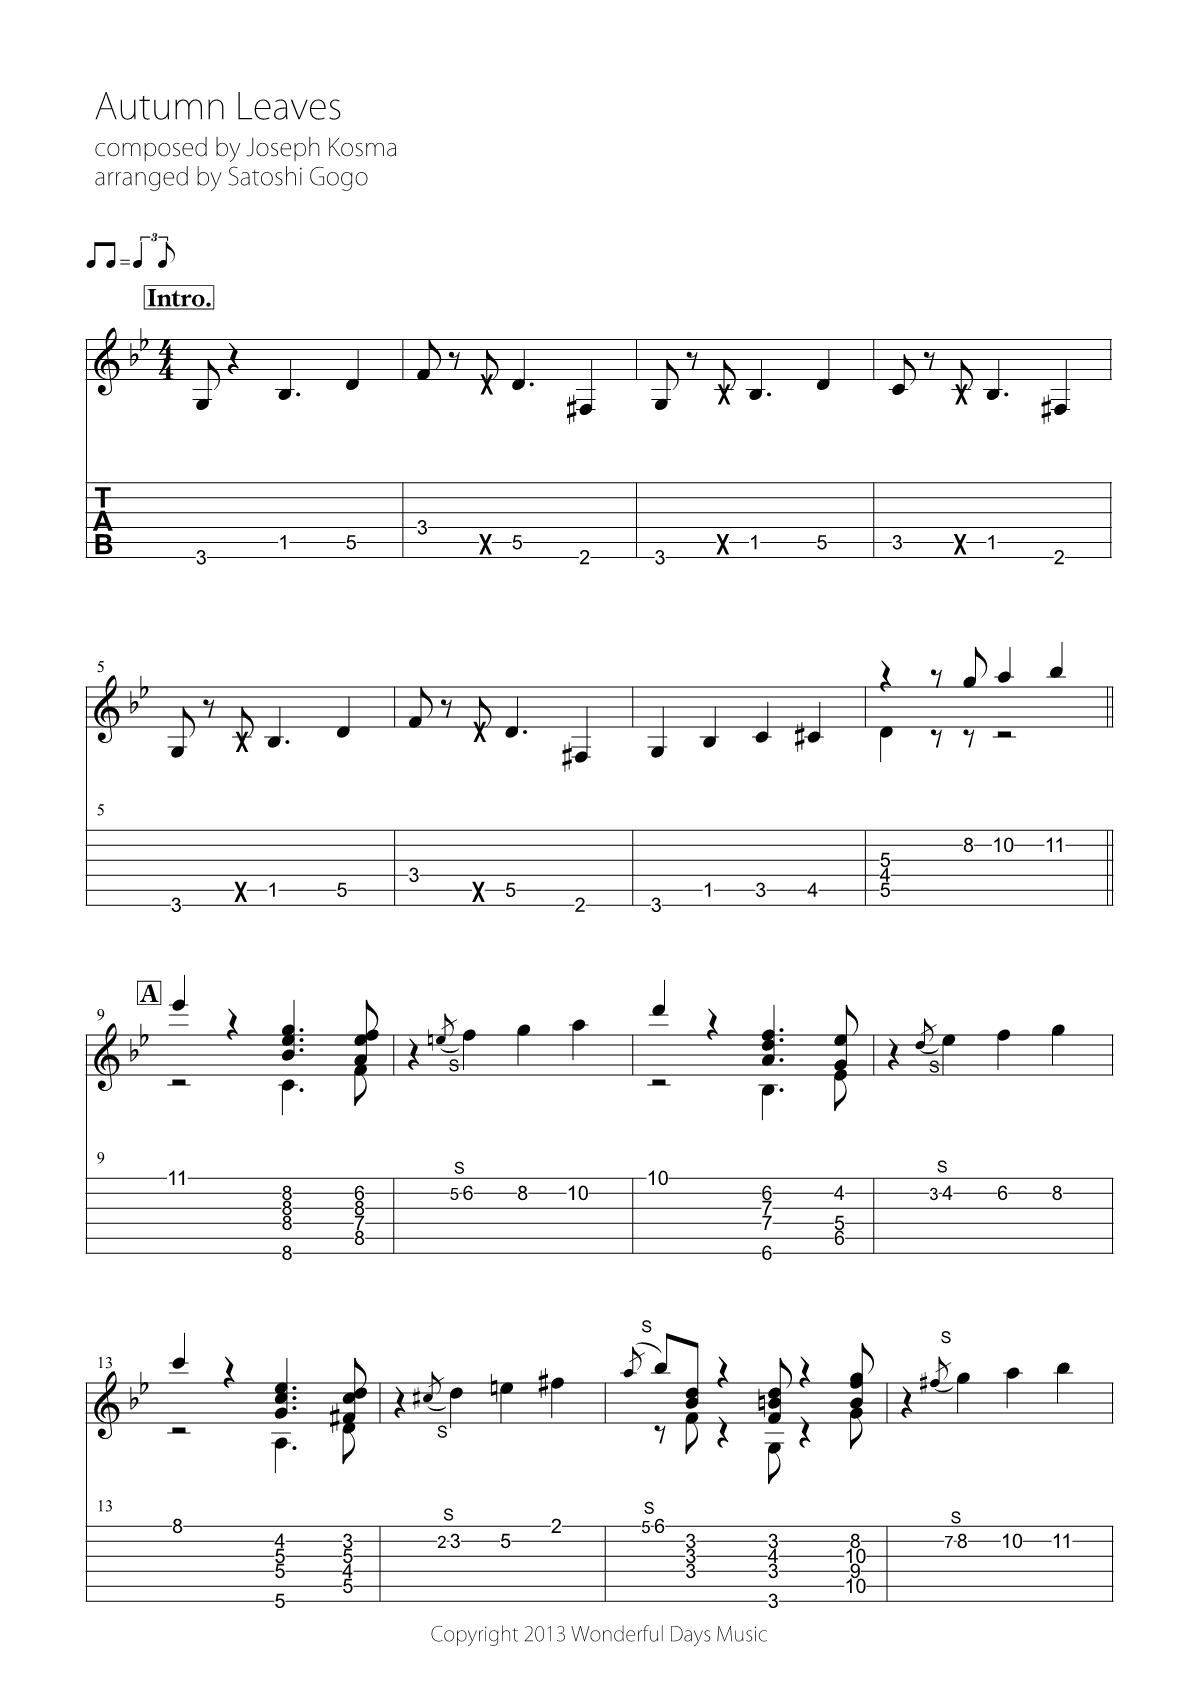 Autumn Leaves
composed by Joseph Kosma
arranged by Satoshi Gogo
3
=
Intro.
4
4
T
A
B
3 1 5 3 X 5 2 3 X 1 5 3 X 1 2
5
5
3 X 1 5 3 X 5 2 3 1 3 4 5 4 5 8 10 11
A
9
S S
9
S S
11 8 8 8 8 6 8 7 8 5 6 8 10 10 6 7 7 6 4 5 6 3 4 6 8
13
S S S
13
S S S
8 4 5 5 5 3 5 4 5 2 3 5 2 5 6 3 3 3 3 4 3 3 8 10 9 10 7 8 10 11
Copyright 2013 Wonderful Days Music